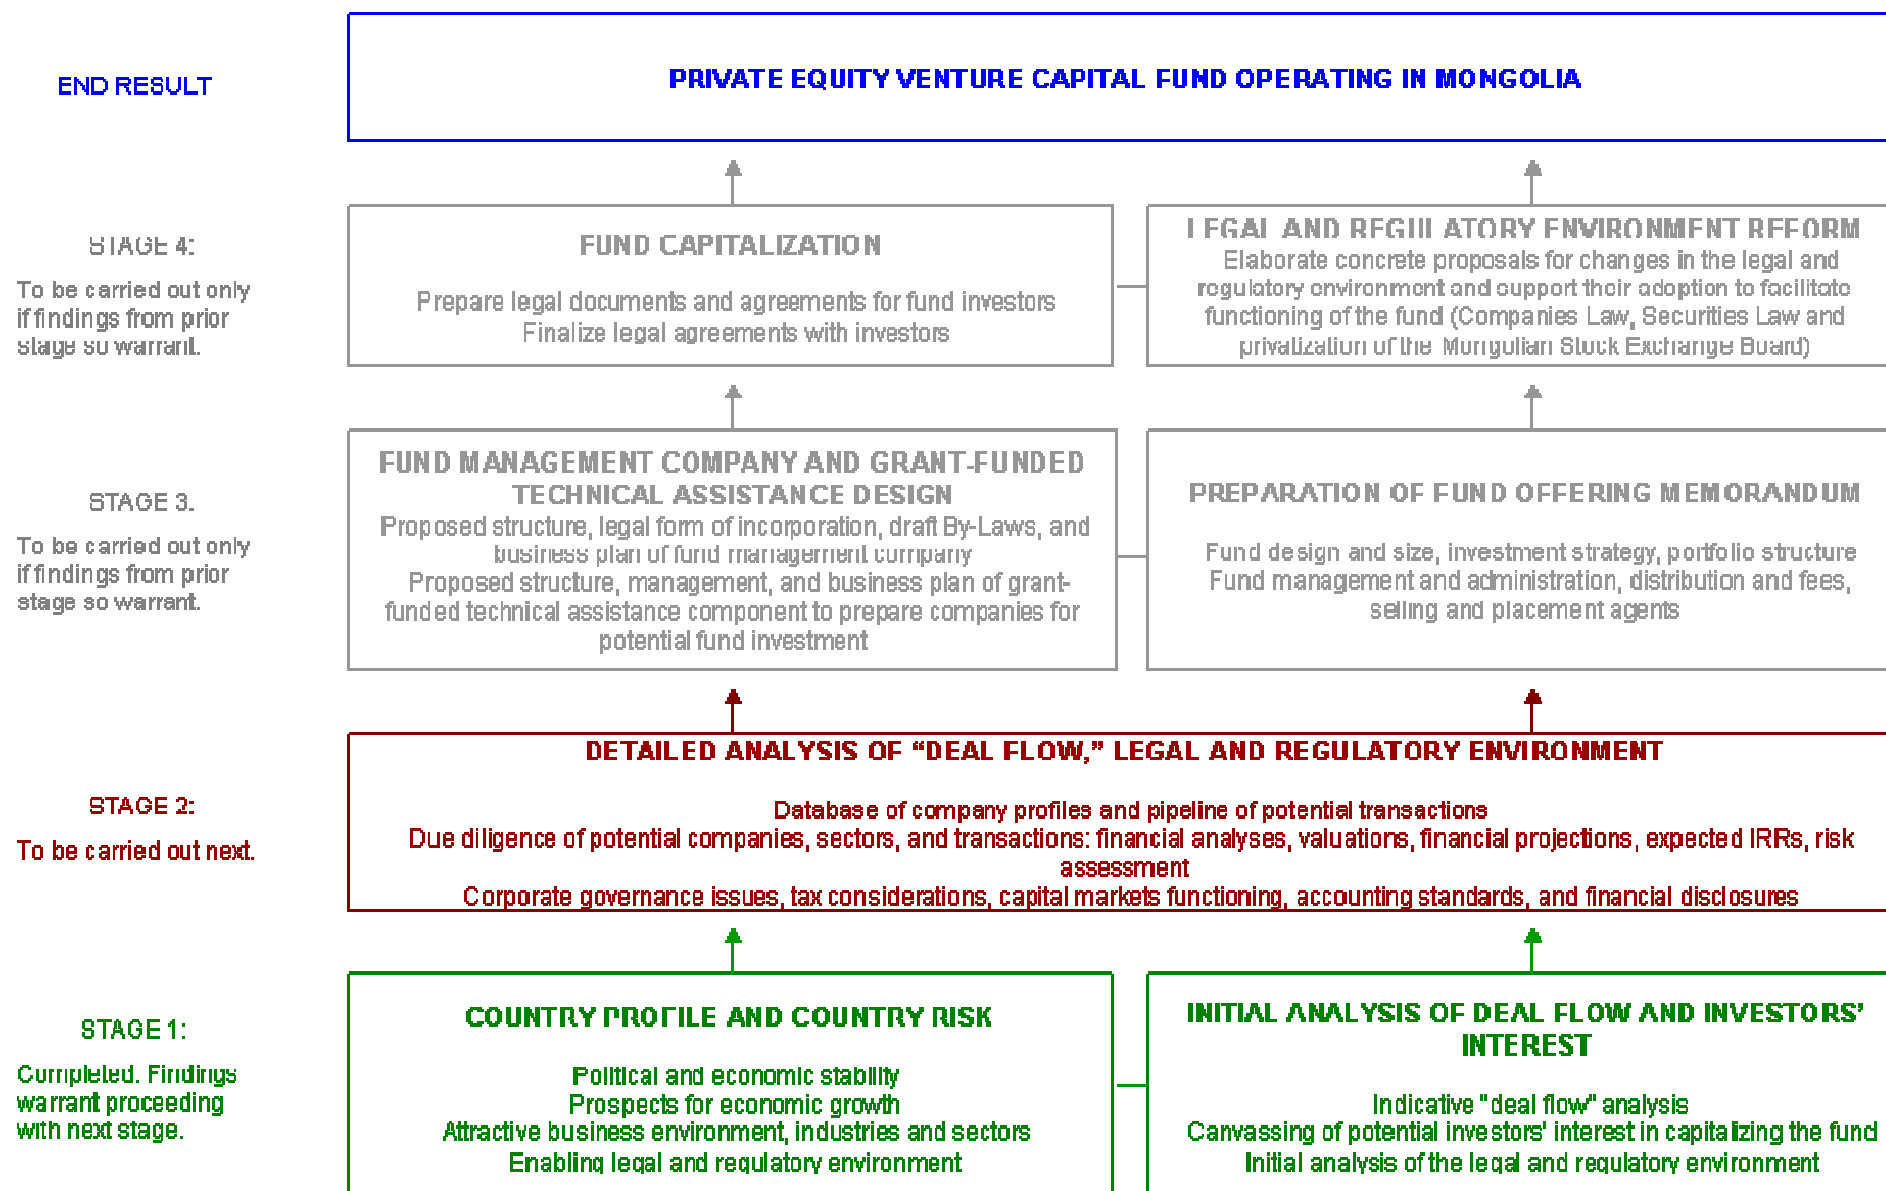 END RESULT
PRIVATE EQUITY VENTURE CAPITAL FUND OPERATING IN MONGOLIA
STAGE 4:
To be carried out only
if findings from prior
stage so warrant.
FUND CAPITALIZATION
Prepare legal documents and agreements for fund investors
Finalize legal agreements with investors
LEGAL AND REGULATORY ENVIRONMENT REFORM
Elaborate concrete proposals for changes in the legal and
regulatory environment and support their adoption to facilitate
functioning of the fund (Companies Law, Securities Law and
privatization of the Mongolian Stock Exchange Board)
STAGE 3.
To be carried out only
if findings from prior
stage so warrant.
FUND MANAGEMENT COMPANY AND GRANT-FUNDED
TECHNICAL ASSISTANCE DESIGN
Proposed structure, legal form of incorporation, draft By-Laws, and
business plan of fund management company
Proposed structure, management, and business plan of grant-
funded technical assistance component to prepare companies for
potential fund investment
PREPARATION OF FUND OFFERING MEMORANDUM
Fund design and size, investment strategy, portfolio structure
Fund management and administration, distribution and fees,
selling and placement agents
STAGE 2:
To be carried out next.
DETAILED ANALYSIS OF “DEAL FLOW,” LEGAL AND REGULATORY ENVIRONMENT
Database of company profiles and pipeline of potential transactions
Due diligence of potential companies, sectors, and transactions: financial analyses, valuations, financial projections, expected IRRs, risk
assessment
Corporate governance issues, tax considerations, capital markets functioning, accounting standards, and financial disclosures
STAGE 1:
Completed. Findings
warrant proceeding
with next stage.
COUNTRY PROFILE AND COUNTRY RISK
Political and economic stability
Prospects for economic growth
Attractive business environment, industries and sectors
Enabling legal and regulatory environment
INITIAL ANALYSIS OF DEAL FLOW AND INVESTORS’
INTEREST
Indicative "deal flow" analysis
Canvassing of potential investors' interest in capitalizing the fund
Initial analysis of the legal and regulatory environment